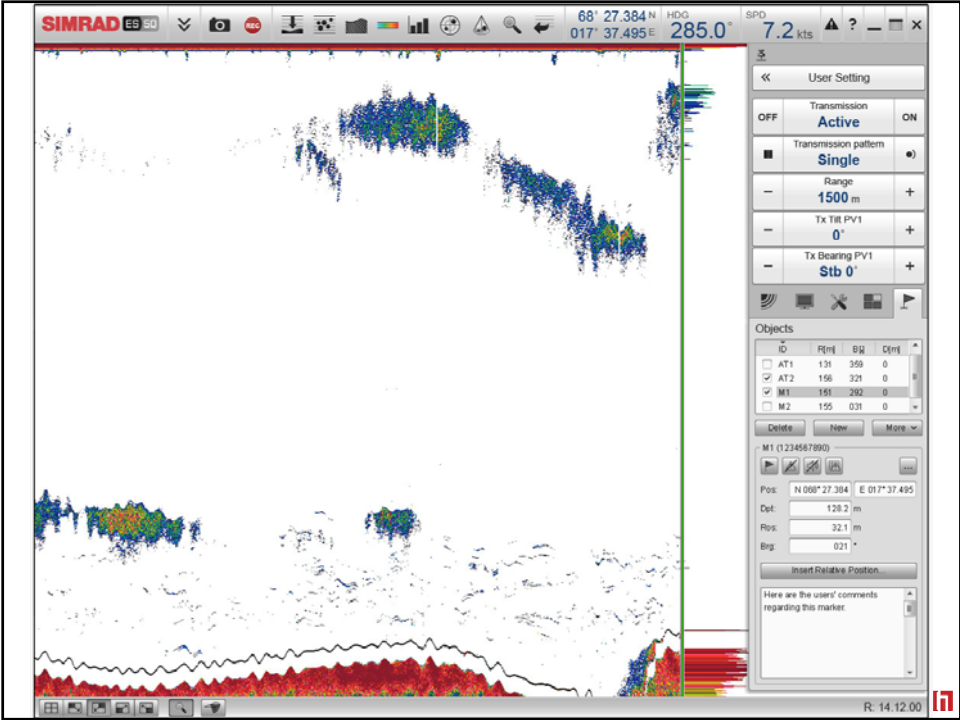 SIMRAD ES 60
REC
68° 27.384 N
017° 37.495 E
HDG
285.0°
SPD
7.2 kts
?
User Setting
OFF
Transmission
Active
ON
Transmission pattern
Single
Range
1500 m
Tx Tilt PV1
0°
Tx Bearing PV1
Stb 0°
Objects
ID R[m] B[°] D[m]
AT1 131 359 0
AT2 156 321 0
M1 151 292 0
M2 155 031 0
Delete New More
M1 (1234567890)
...
Pos: N 068° 27.384 E 017° 37.495
Dpt: 128.2 m
Ros: 32.1 m
Brg: 021 °
Insert Relative Position...
Here are the users' comments
regarding this marker.
R: 14.12.00